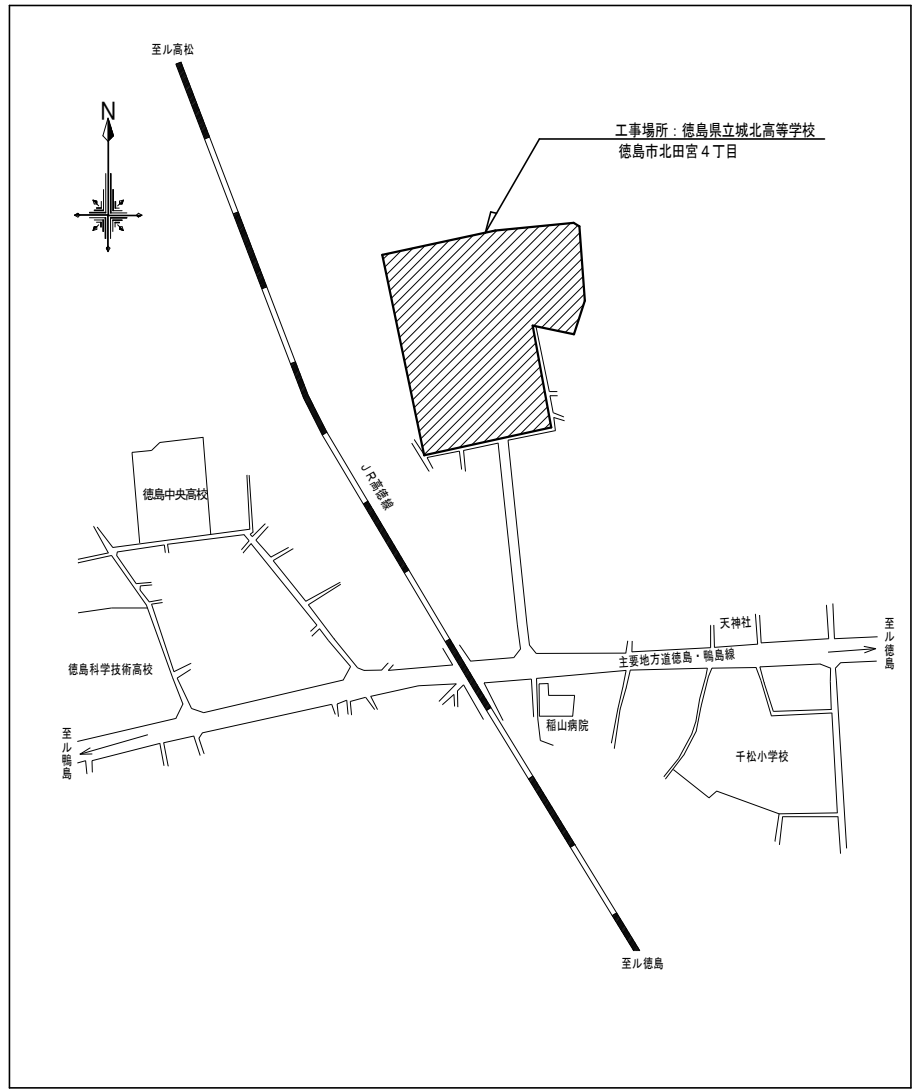 至ル高松
N
工事場所：徳島県立城北高等学校
徳島市北田宮４丁目
ＪＲ高徳線
徳島中央高校
天神社
至ル徳島
主要地方道徳島・鴨島線
徳島科学技術高校
稲山病院
至ル鴨島
千松小学校
至ル徳島